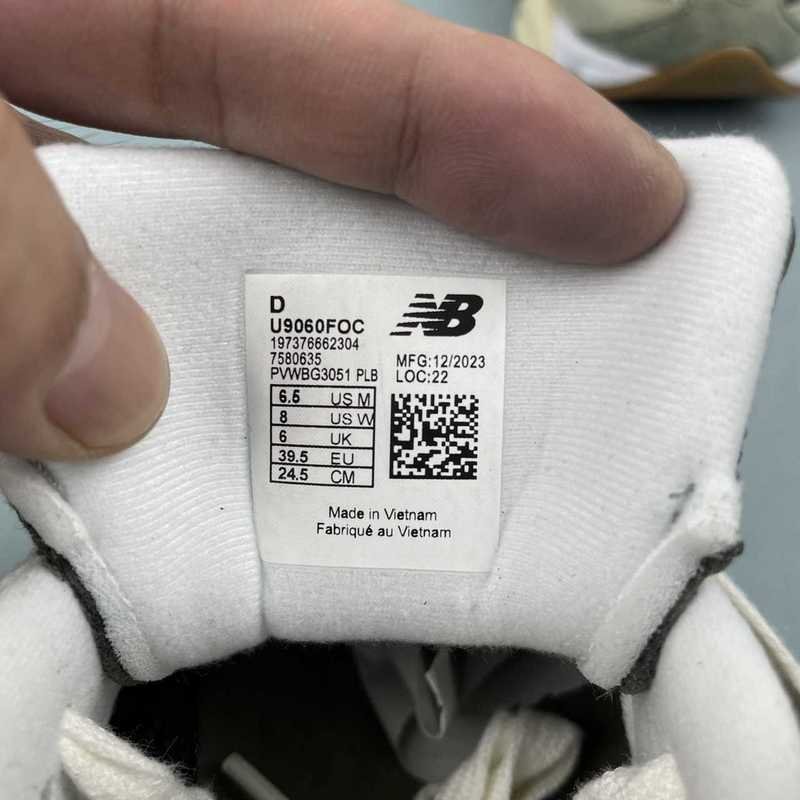 D
U9060FOC
197376662304
7580635
PVWBG3051 PLB
NB
MFG:12/2023
LOC:22
6.5 US M
8 US W
6 UK
39.5 EU
24.5 CM
Made in Vietnam
Fabriqué au Vietnam